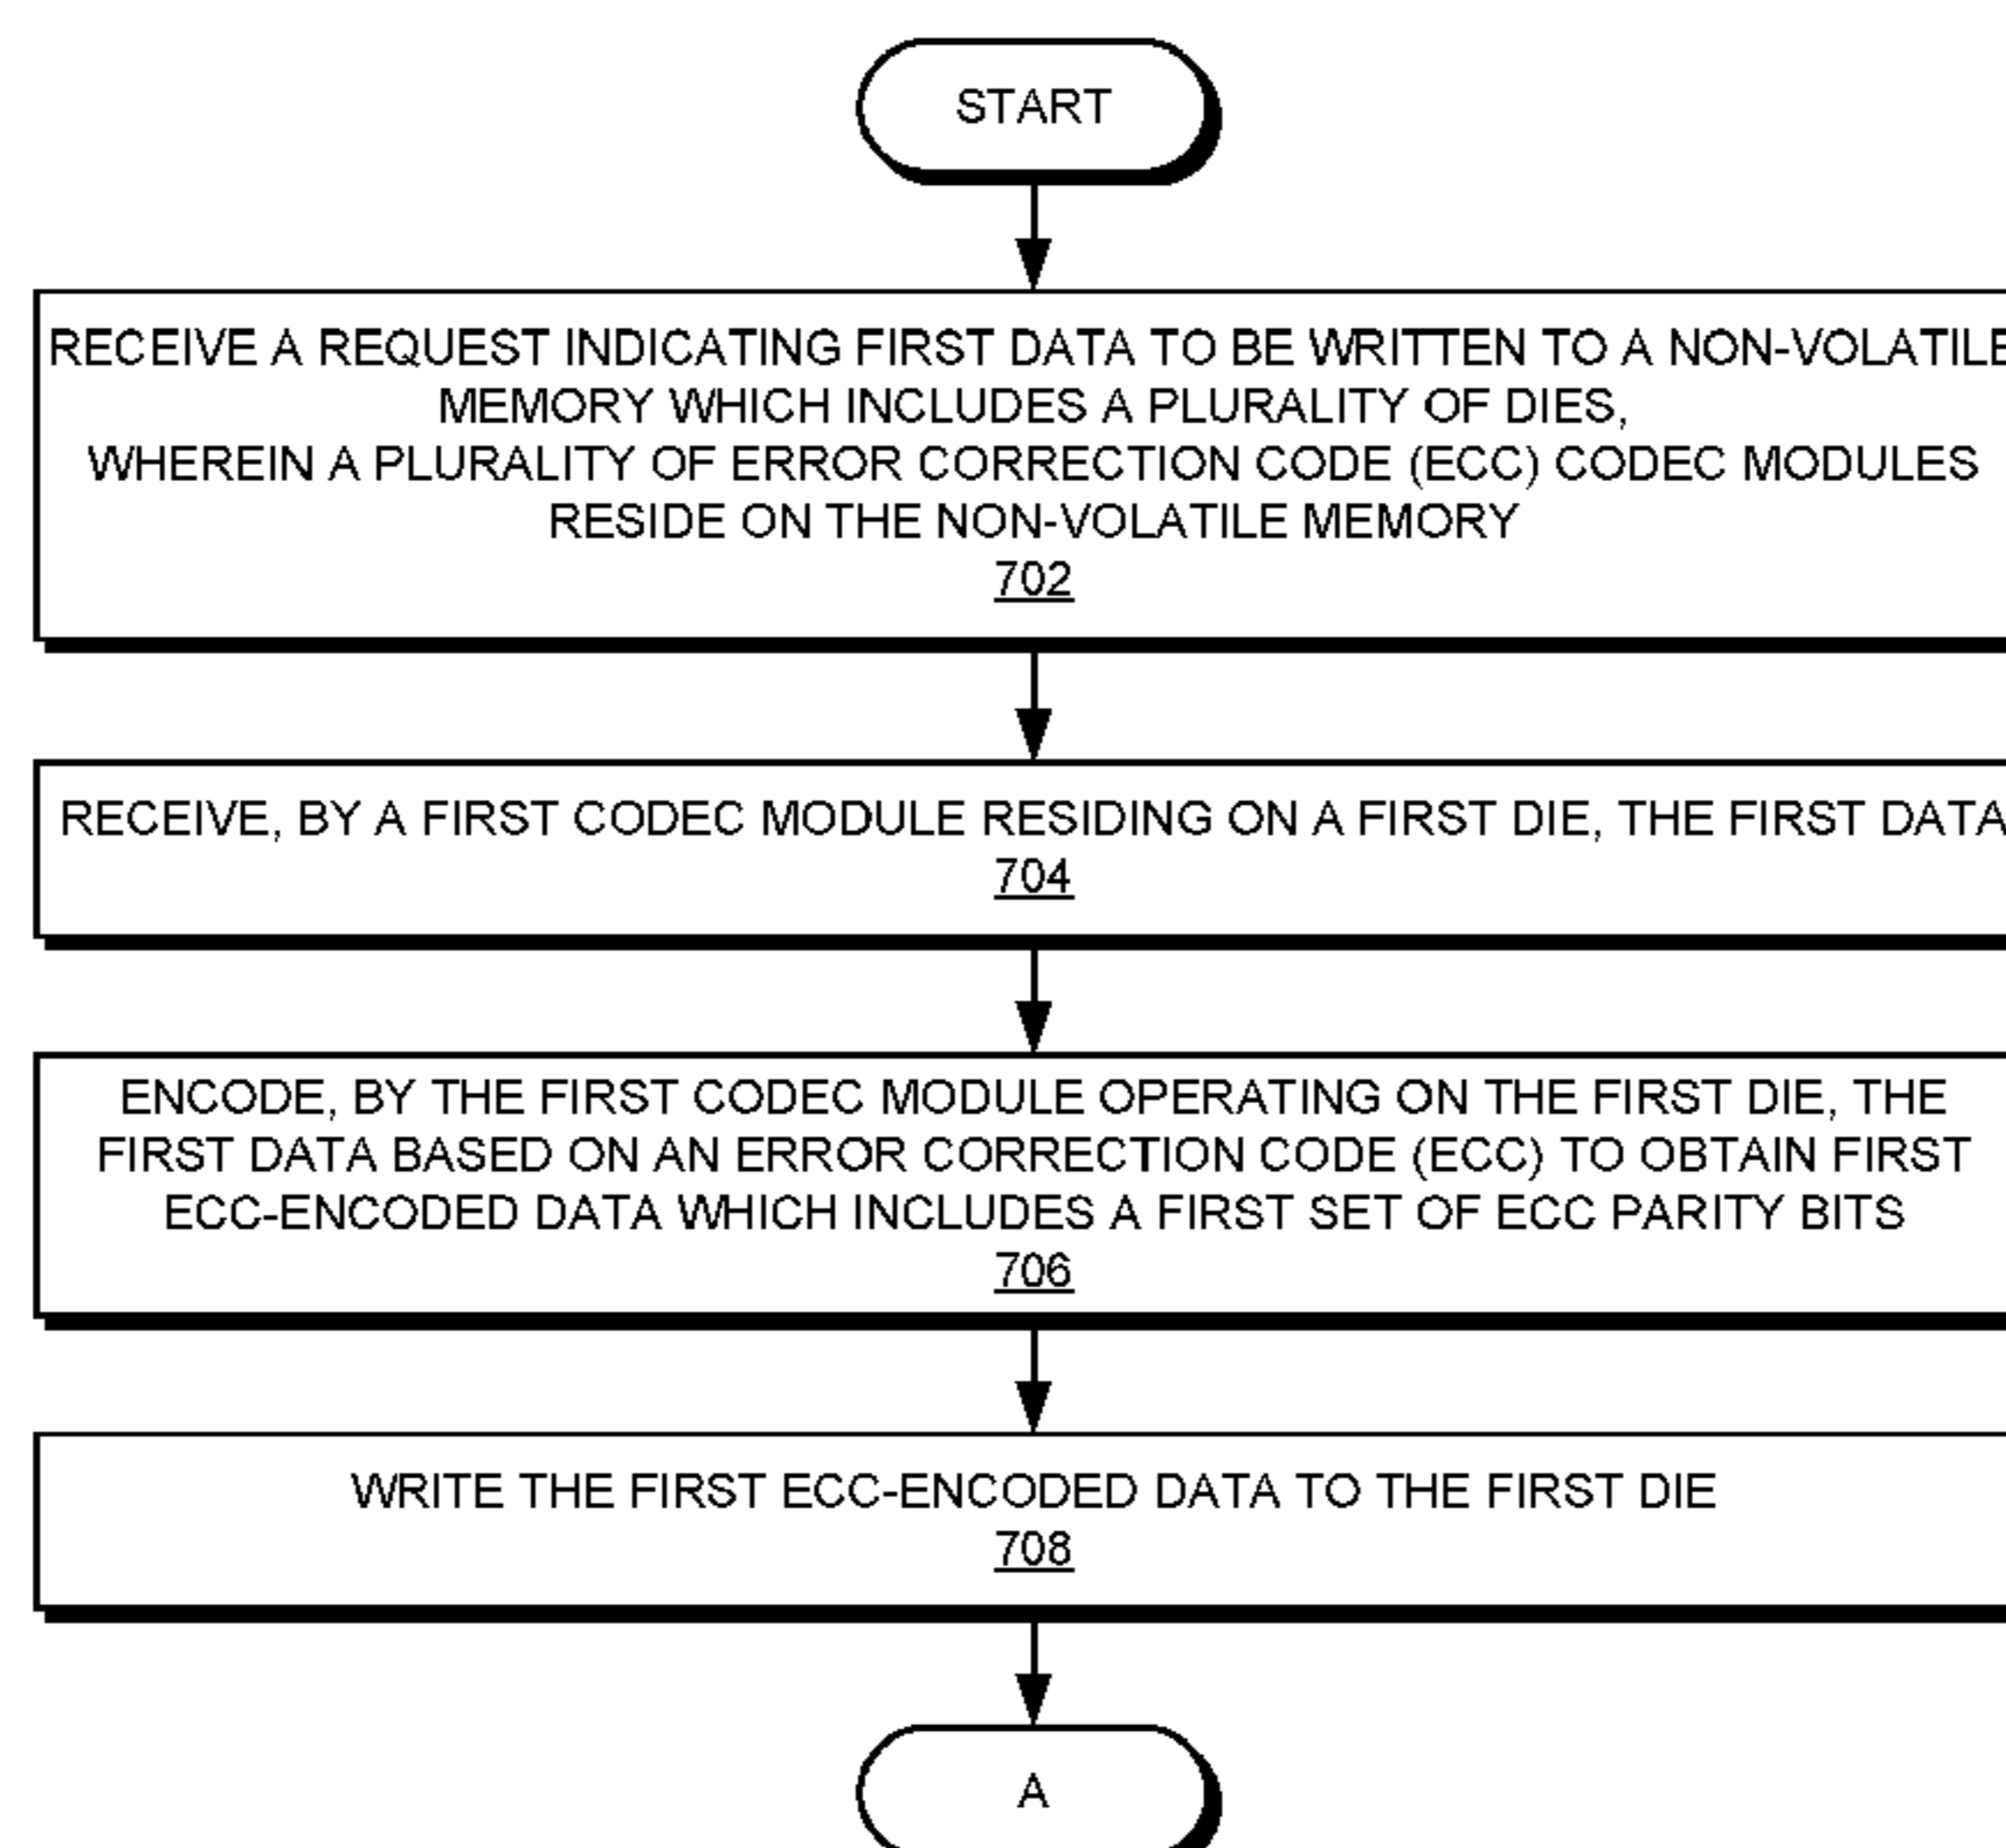 START
RECEIVE A REQUEST INDICATING FIRST DATA TO BE WRITTEN TO A NON-VOLATILE
MEMORY WHICH INCLUDES A PLURALITY OF DIES,
WHEREIN A PLURALITY OF ERROR CORRECTION CODE (ECC) CODEC MODULES
RESIDE ON THE NON-VOLATILE MEMORY
702
RECEIVE, BY A FIRST CODEC MODULE RESIDING ON A FIRST DIE, THE FIRST DATA
704
ENCODE, BY THE FIRST CODEC MODULE OPERATING ON THE FIRST DIE, THE
FIRST DATA BASED ON AN ERROR CORRECTION CODE (ECC) TO OBTAIN FIRST
ECC-ENCODED DATA WHICH INCLUDES A FIRST SET OF ECC PARITY BITS
706
WRITE THE FIRST ECC-ENCODED DATA TO THE FIRST DIE
708
A